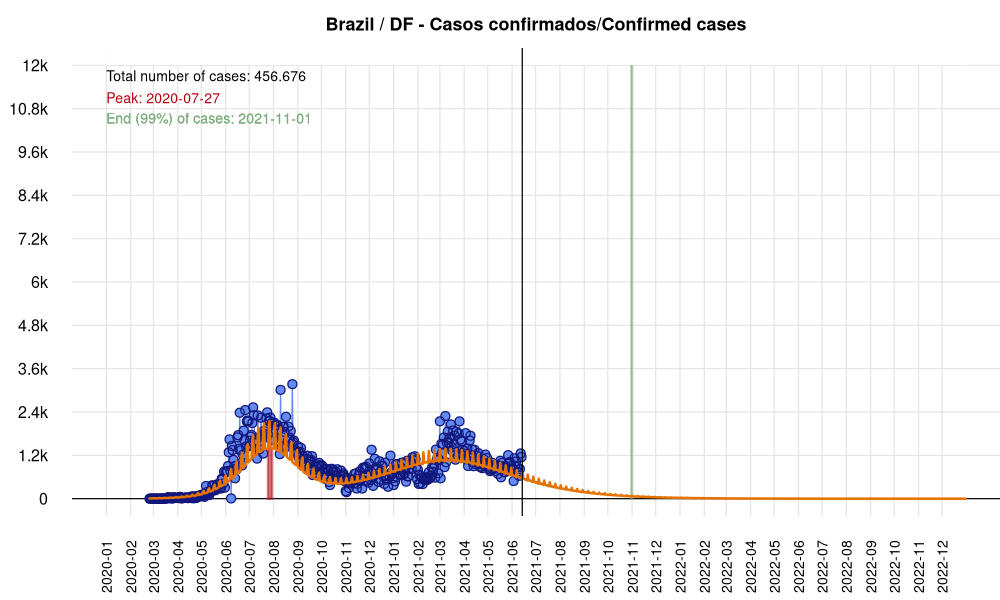 Brazil / DF - Casos confirmados/Confirmed cases
Total number of cases: 456.676
Peak: 2020-07-27
End (99%) of cases: 2021-11-01
12k
10.8k
9.6k
8.4k
7.2k
6k
4.8k
3.6k
2.4k
1.2k
0
2020-01
2020-02
2020-03
2020-04
2020-05
2020-06
2020-07
2020-08
2020-09
2020-10
2020-11
2020-12
2021-01
2021-02
2021-03
2021-04
2021-05
2021-06
2021-07
2021-08
2021-09
2021-10
2021-11
2021-12
2022-01
2022-02
2022-03
2022-04
2022-05
2022-06
2022-07
2022-08
2022-09
2022-10
2022-11
2022-12